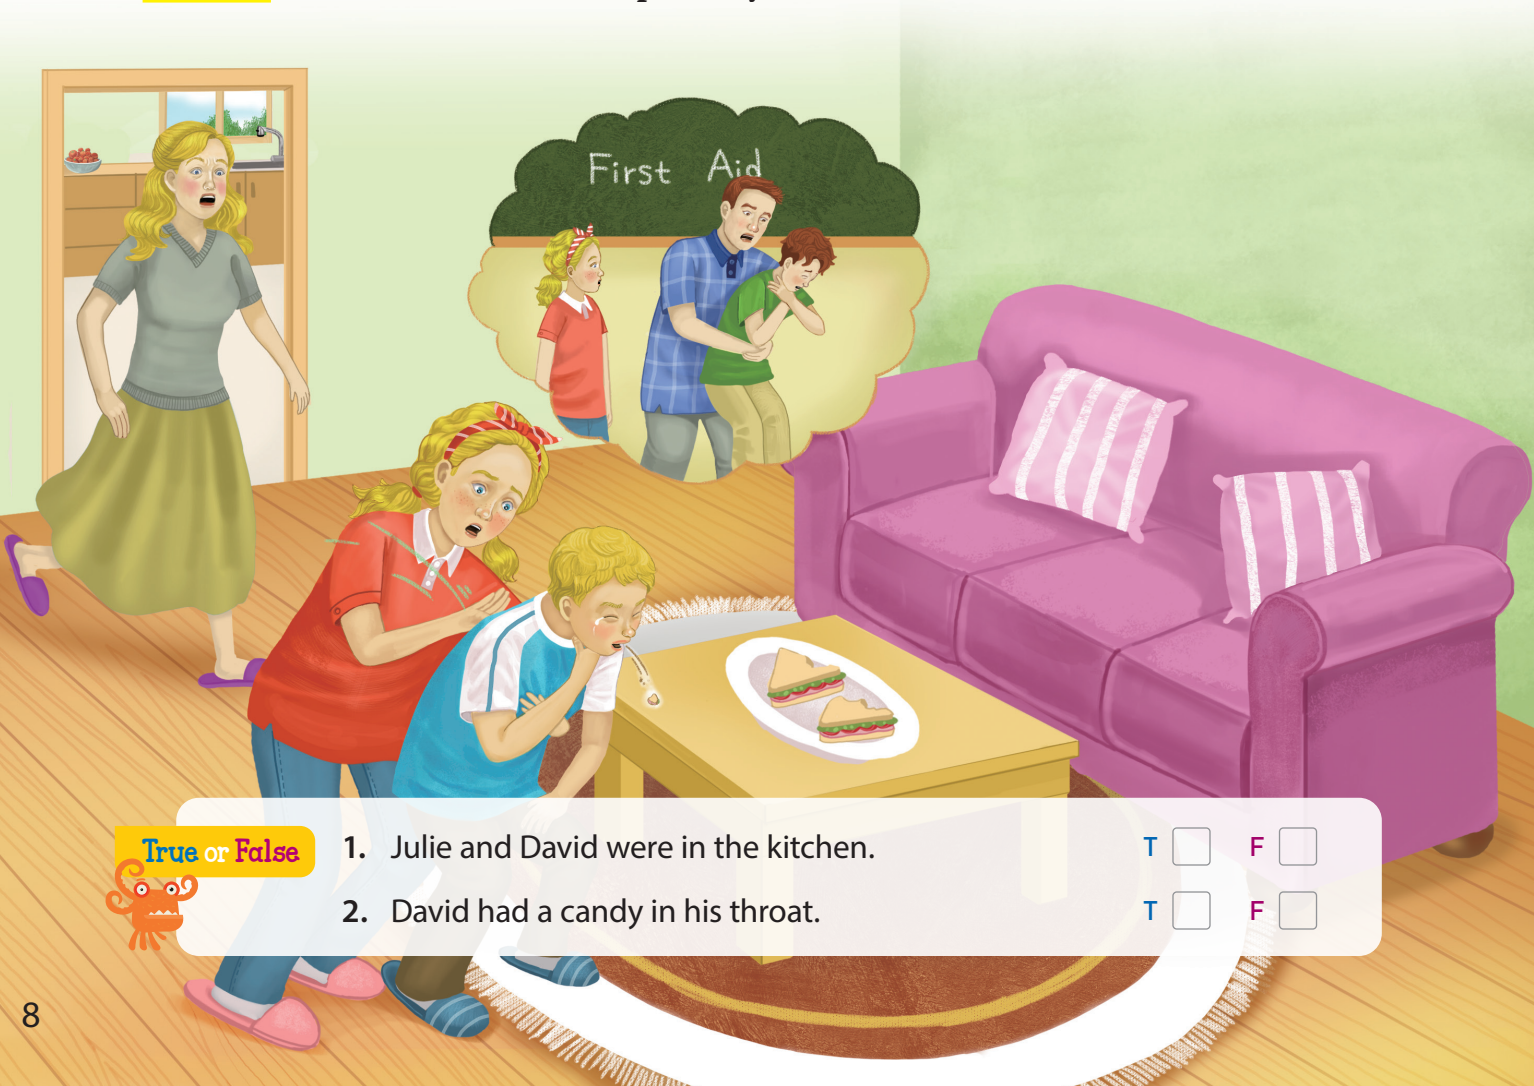 First Aid
True or False
1. Julie and David were in the kitchen. T F
2. David had a candy in his throat. T F
8